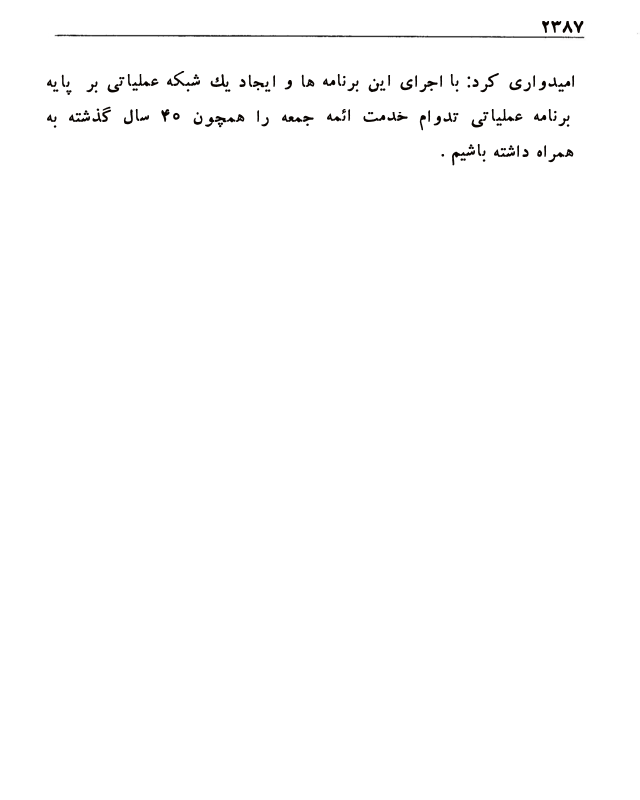 ۲۳۸۷
امیدواری کرد: با اجرای این برنامه ها و ایجاد یك شبکه عملیاتی بر پایه
برنامه عملیاتی تدوام خدمت ائمه جمعه را همچون ۴۰ سال گذشته به
همراه داشته باشیم .